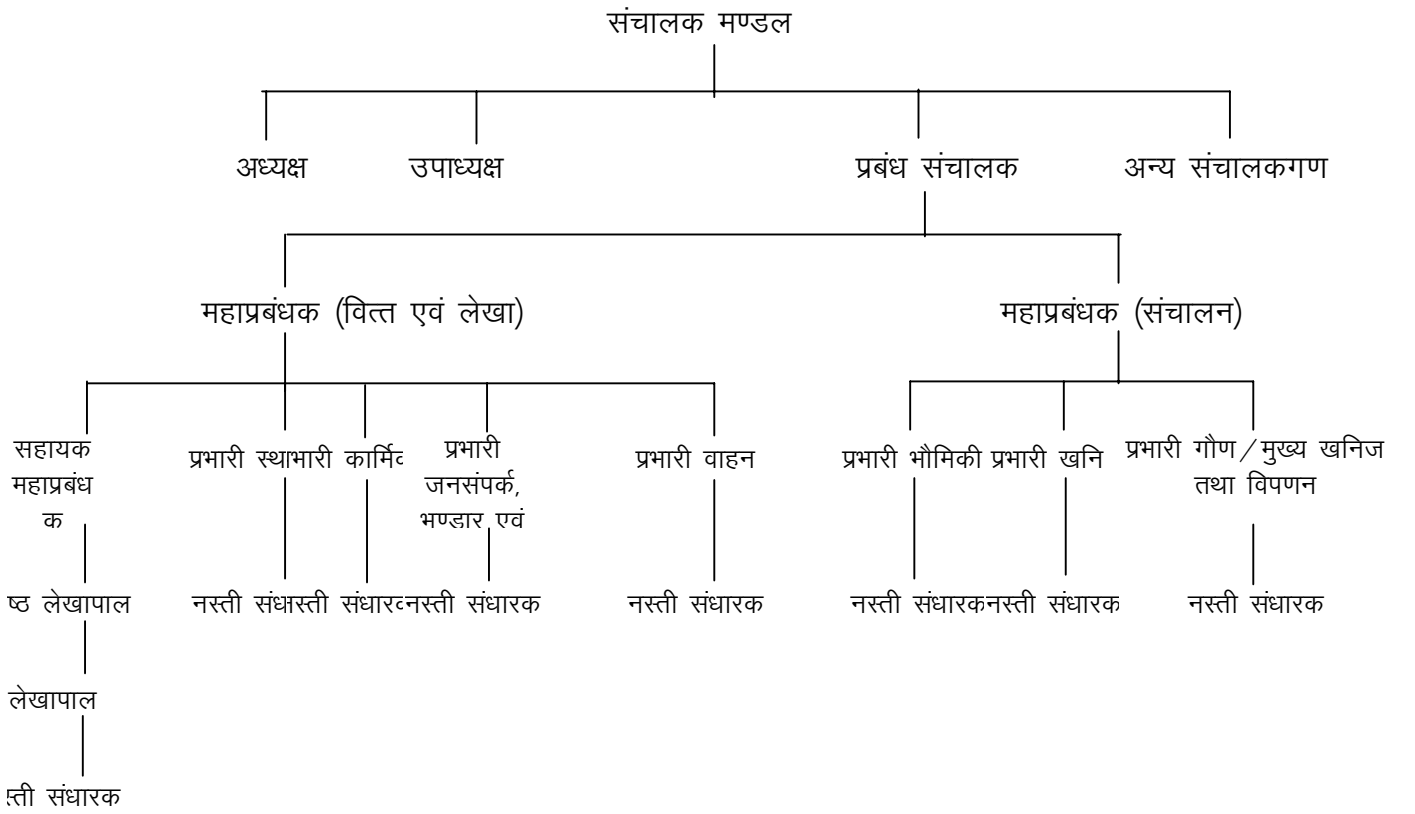 संचालक मण्डल
अध्यक्ष उपाध्यक्ष प्रबंध संचालक अन्य संचालकगण
महाप्रबंधक (वित्त एवं लेखा) महाप्रबंधक (संचालन)
सहायक
महाप्रबंध
क
प्रभारी
प्रभारी
जनसंपर्क,
भण्डार एवं
प्रभारी वाहन
प्रभारी भौमिकी
प्रभारी खनि
प्रभारी गौण/मुख्य खनिज
तथा विपणन
लेखापाल
नस्ती
नस्ती संधारक
नस्ती संधारक
नस्ती संधारक
नस्ती संधारक
नस्ती संधारक
लेखापाल
संधारक